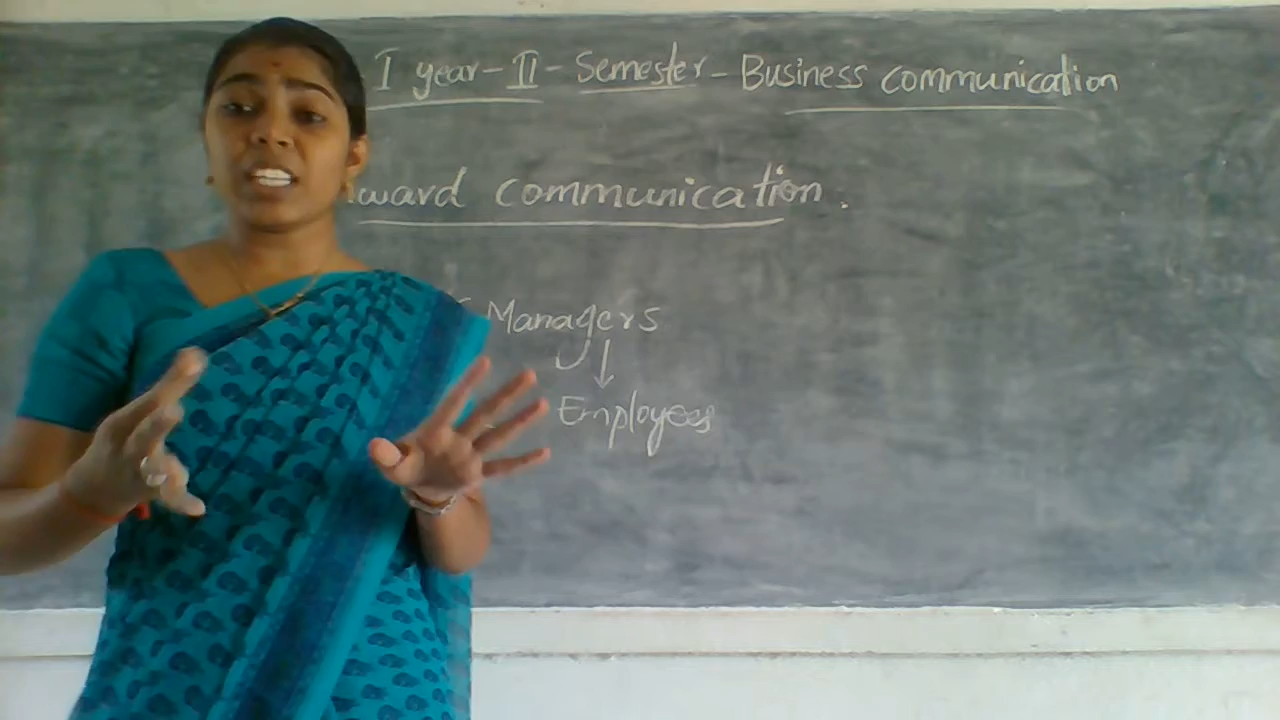 I year - II - Semester - Business communication
ward communication.
Managers
↓
Employees